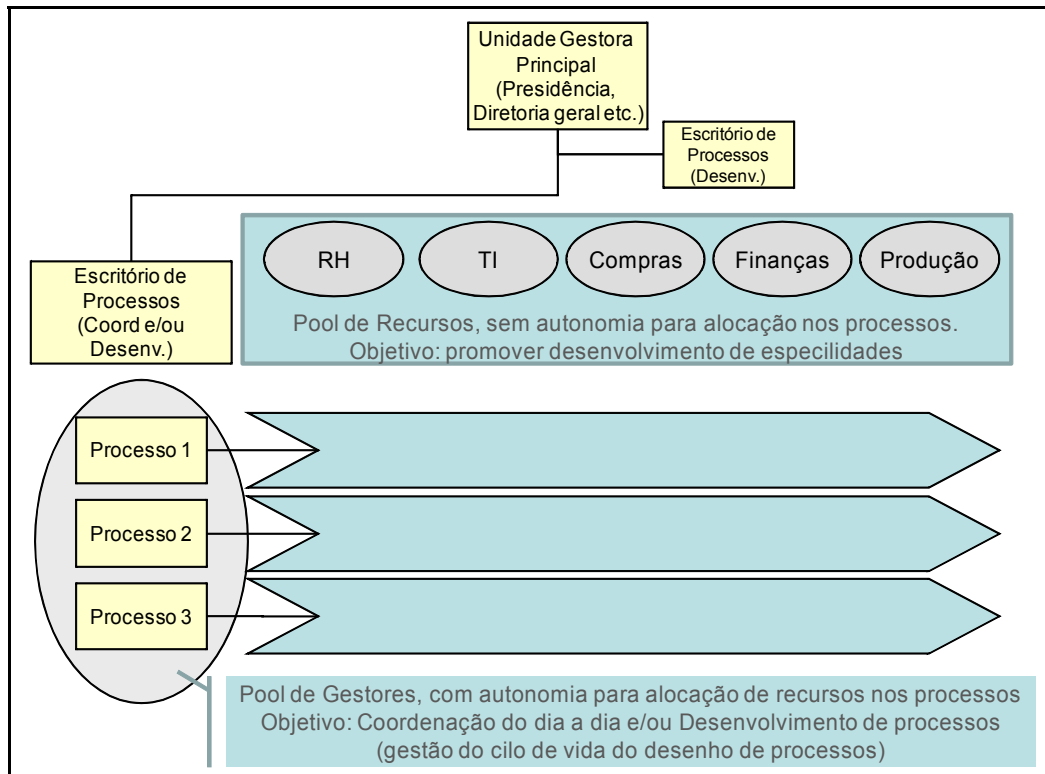 Unidade Gestora
Principal
(Presidência,
Diretoria geral etc.)
Escritório de
Processos
(Desenv.)
Escritório de
Processos
(Coord e/ou
Desenv.)
RH
TI
Compras
Finanças
Produção
Pool de Recursos, sem autonomia para alocação nos processos.
Objetivo: promover desenvolvimento de especilidades
Processo 1
Processo 2
Processo 3
Pool de Gestores, com autonomia para alocação de recursos nos processos
Objetivo: Coordenação do dia a dia e/ou Desenvolvimento de processos
(gestão do cilo de vida do desenho de processos)